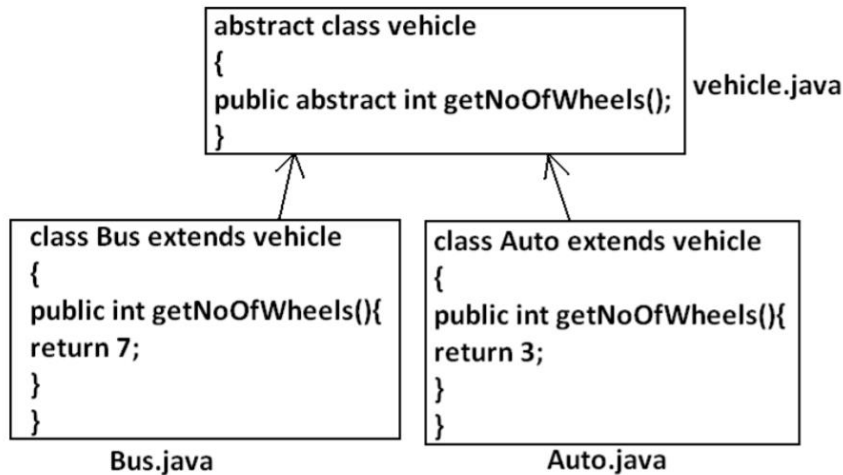 abstract class vehicle
{
public abstract int getNoOfWheels();
}
vehicle.java
class Bus extends vehicle
{
public int getNoOfWheels(){
return 7;
}
}
Bus.java
class Auto extends vehicle
{
public int getNoOfWheels(){
return 3;
}
}
Auto.java